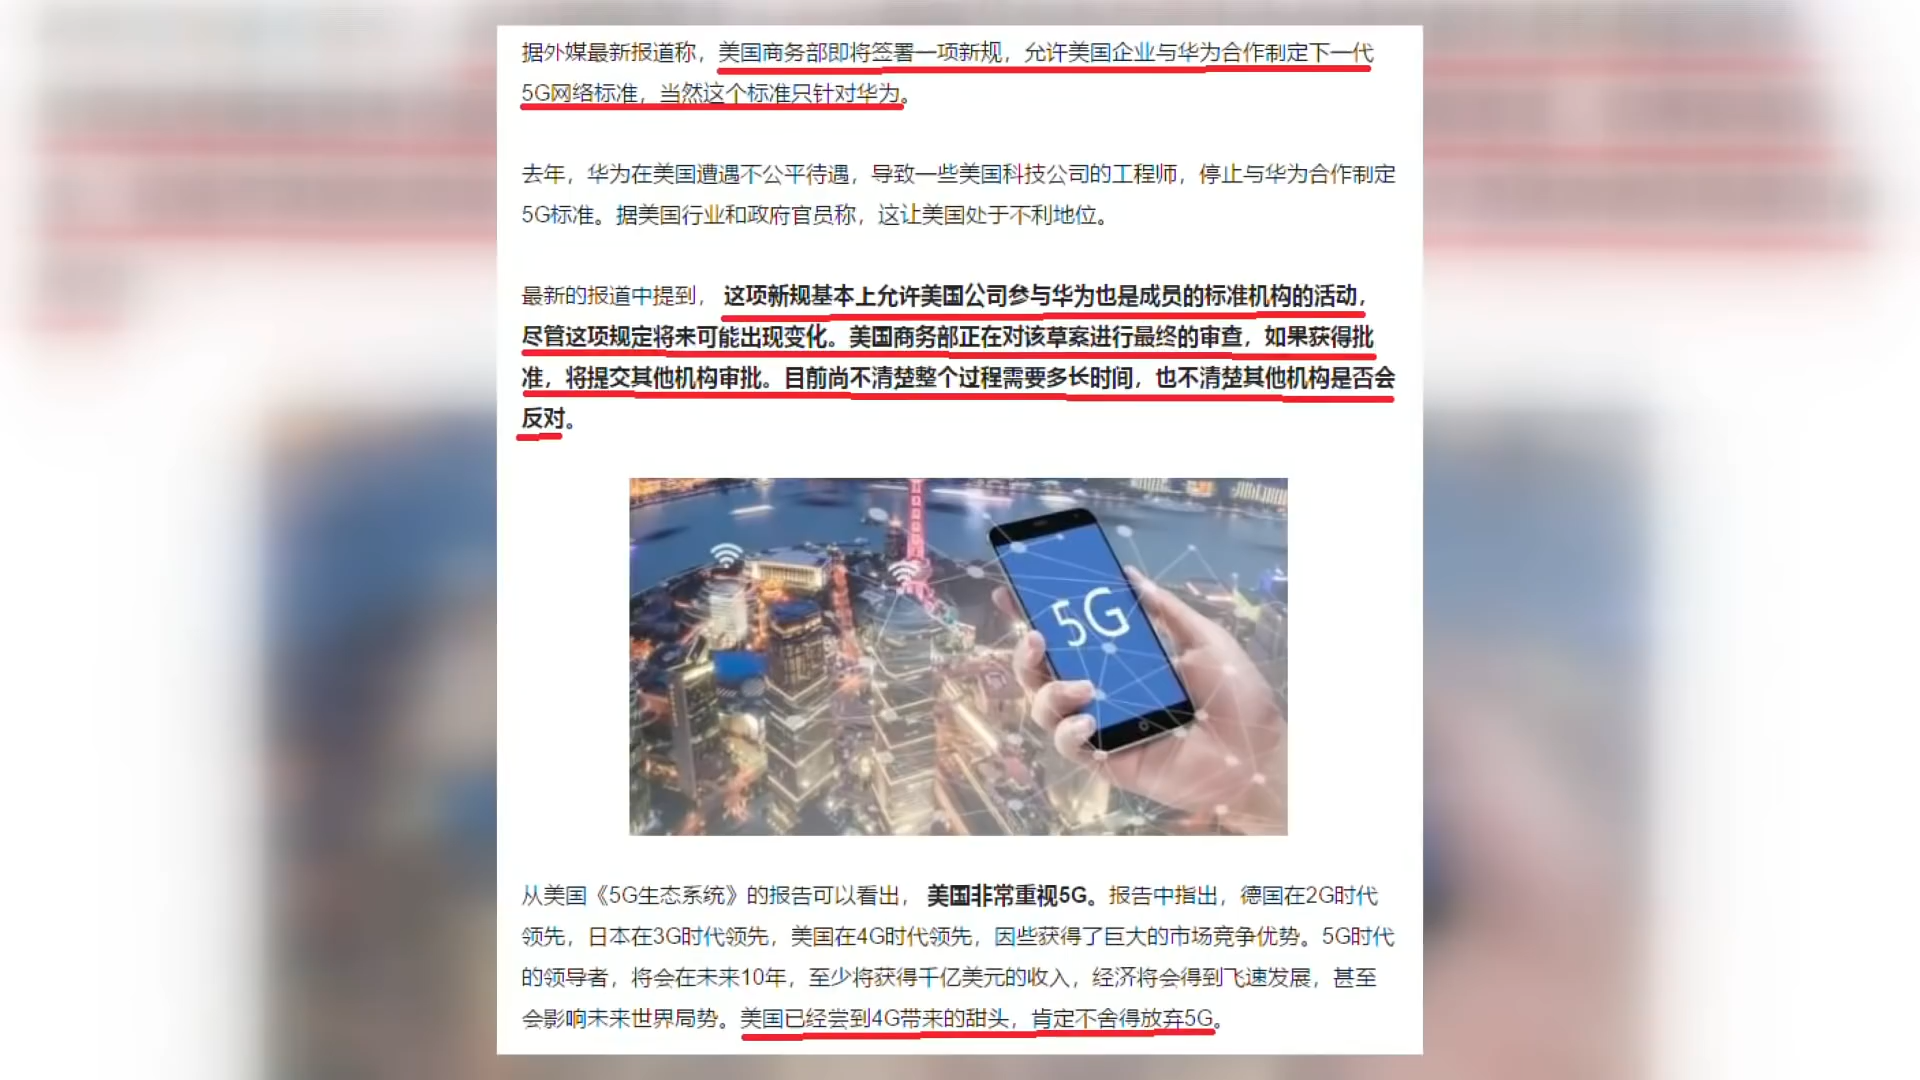 据外媒最新报道称，美国商务部即将签署一项新规，允许美国企业与华为合作制定下一代
5G网络标准，当然这个标准只针对华为。
去年，华为在美国遭遇不公平待遇，导致一些美国科技公司的工程师，停止与华为合作制定
5G标准。据美国行业和政府官员称，这让美国处于不利地位。
最新的报道中提到，这项新规基本上允许美国公司参与华为也是成员的标准机构的活动，
尽管这项规定将来可能出现变化。美国商务部正在对该草案进行最终的审查，如果获得批
准，将提交其他机构审批。目前尚不清楚整个过程需要多长时间，也不清楚其他机构是否会
反对。
5G
从美国《5G生态系统》的报告可以看出，美国非常重视5G。报告中指出，德国在2G时代
领先，日本在3G时代领先，美国在4G时代领先，因些获得了巨大的市场竞争优势。5G时代
的领导者，将会在未来10年，至少将获得千亿美元的收入，经济将会得到飞速发展，甚至
会影响未来世界局势。美国已经尝到4G带来的甜头，肯定不舍得放弃5G。